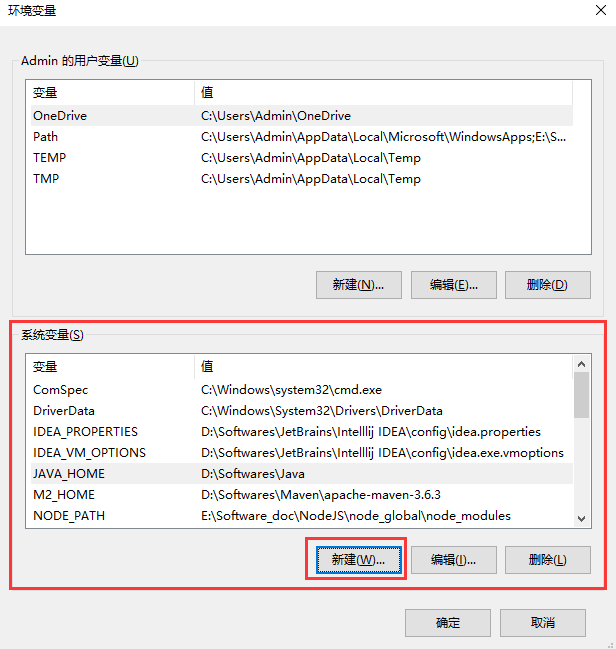 环境变量
Admin 的用户变量(U)
变量 值
OneDrive C:\Users\Admin\OneDrive
Path C:\Users\Admin\AppData\Local\Microsoft\WindowsApps;E:\S...
TEMP C:\Users\Admin\AppData\Local\Temp
TMP C:\Users\Admin\AppData\Local\Temp
新建(N)... 编辑(E)... 删除(D)
系统变量(S)
变量 值
ComSpec C:\Windows\system32\cmd.exe
DriverData C:\Windows\System32\Drivers\DriverData
IDEA_PROPERTIES D:\Softwares\JetBrains\Intelllij IDEA\config\idea.properties
IDEA_VM_OPTIONS D:\Softwares\JetBrains\Intelllij IDEA\config\idea.exe.vmoptions
JAVA_HOME D:\Softwares\Java
M2_HOME D:\Softwares\Maven\apache-maven-3.6.3
NODE_PATH E:\Software_doc\NodeJS\node_global\node_modules
新建(W)... 编辑(I)... 删除(L)
确定 取消